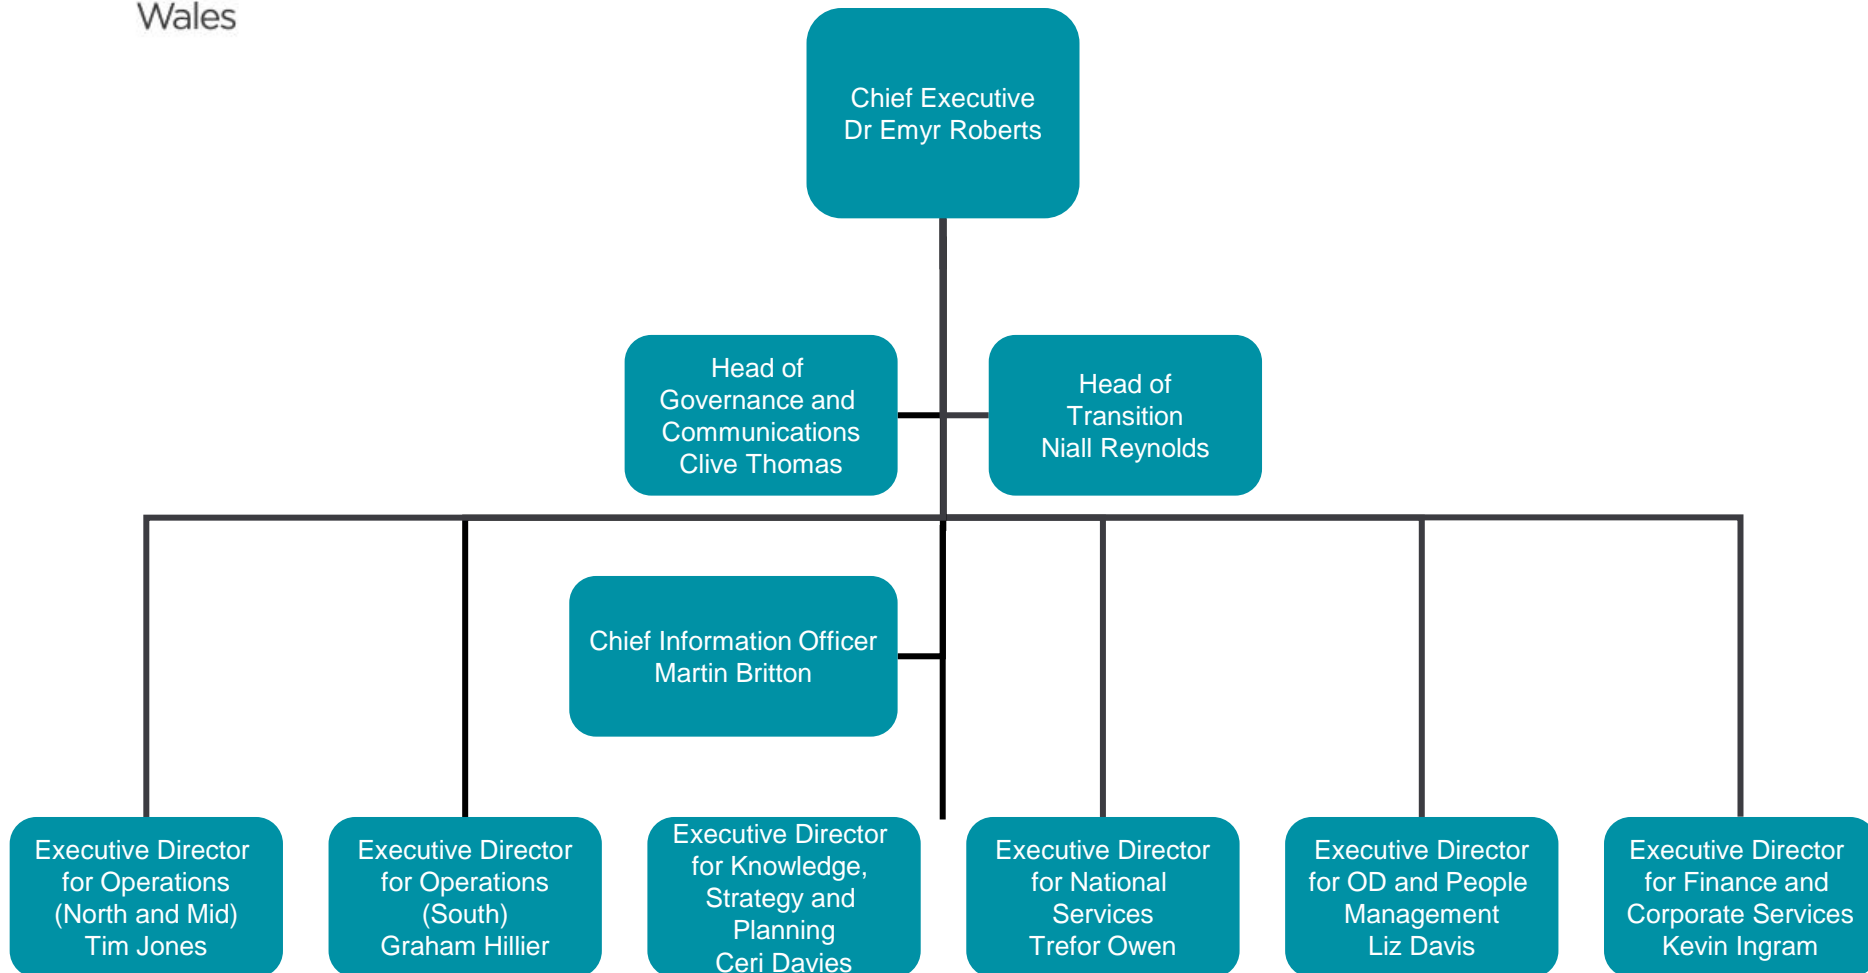 Wales
Chief Executive
Dr Emyr Roberts
Head of
Governance and
Communications
Clive Thomas
Head of
Transition
Niall Reynolds
Chief Information Officer
Martin Britton
Executive Director
for Operations
(North and Mid)
Tim Jones
Executive Director
for Operations
(South)
Graham Hillier
Executive Director
for Knowledge,
Strategy and
Planning
Ceri Davies
Executive Director
for National
Services
Trefor Owen
Executive Director
for OD and People
Management
Liz Davis
Executive Director
for Finance and
Corporate Services
Kevin Ingram